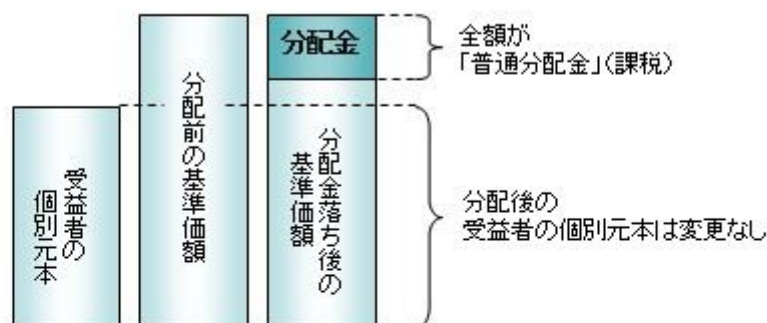 受益者の
個別元本
分配前の基準価額
分配金
分配金落ち後の
基準価額
全額が
「普通分配金」(課税)
分配後の
受益者の個別元本は変更なし